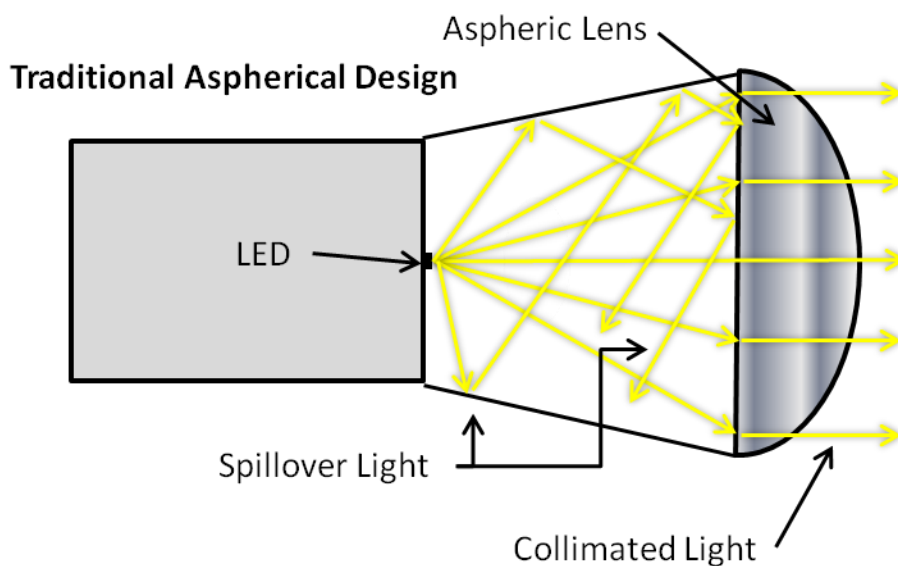 Aspheric Lens
Traditional Aspherical Design
LED
Spillover Light
Collimated Light